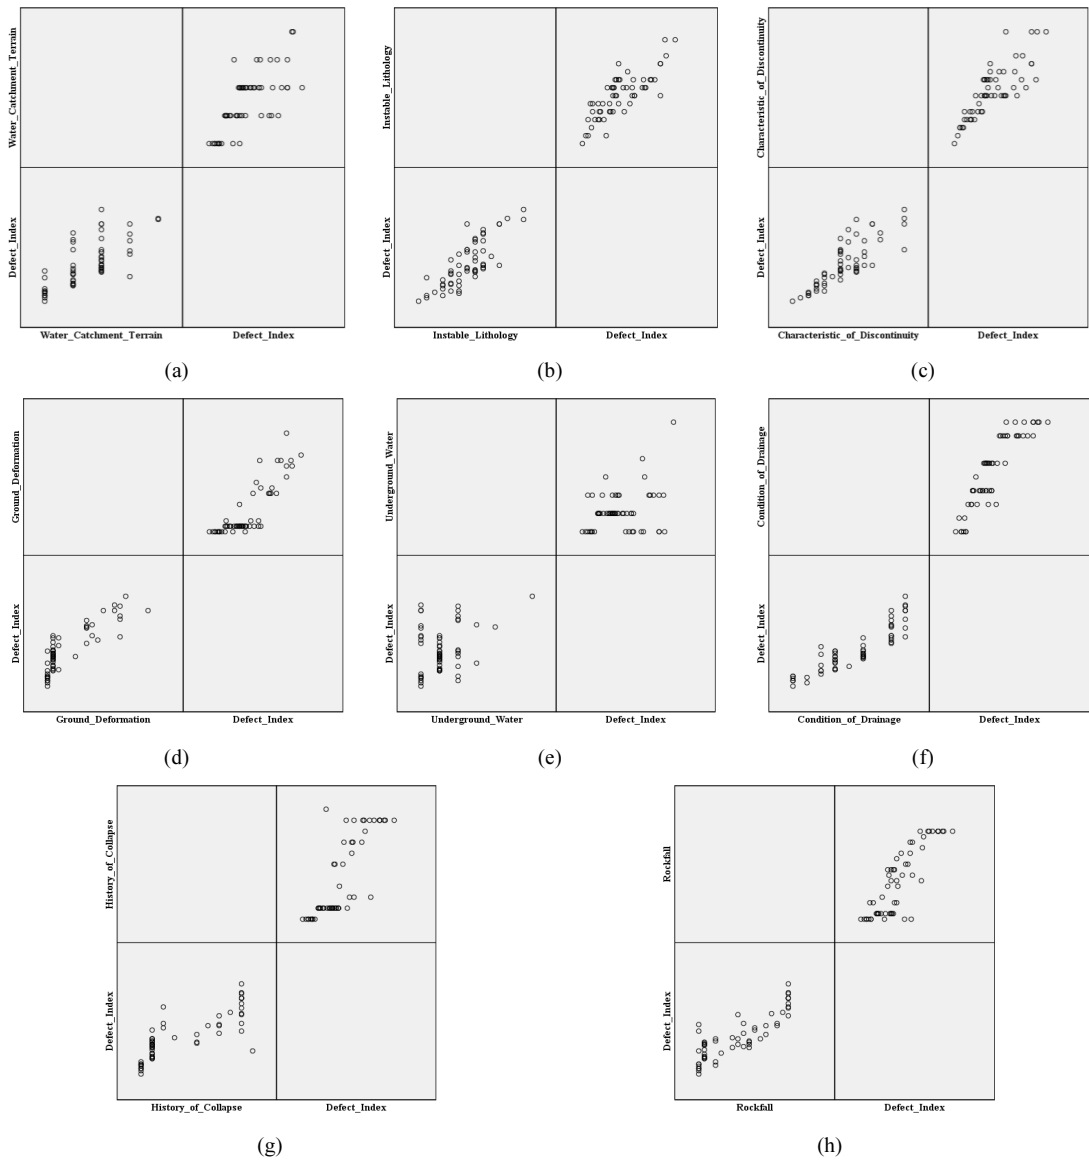 Water_Catchment_Terrain
Defect_Index
Water_Catchment_Terrain Defect_Index
(a)
Instable_Lithology
Defect_Index
Instable_Lithology Defect_Index
(b)
Characteristic_of_Discontinuity
Defect_Index
Characteristic_of_Discontinuity Defect_Index
(c)
Ground_Deformation
Defect_Index
Ground_Deformation Defect_Index
(d)
Underground_Water
Defect_Index
Underground_Water Defect_Index
(e)
Condition_of_Drainage
Defect_Index
Condition_of_Drainage Defect_Index
(f)
History_of_Collapse
Defect_Index
History_of_Collapse Defect_Index
(g)
Rockfall
Defect_Index
Rockfall Defect_Index
(h)